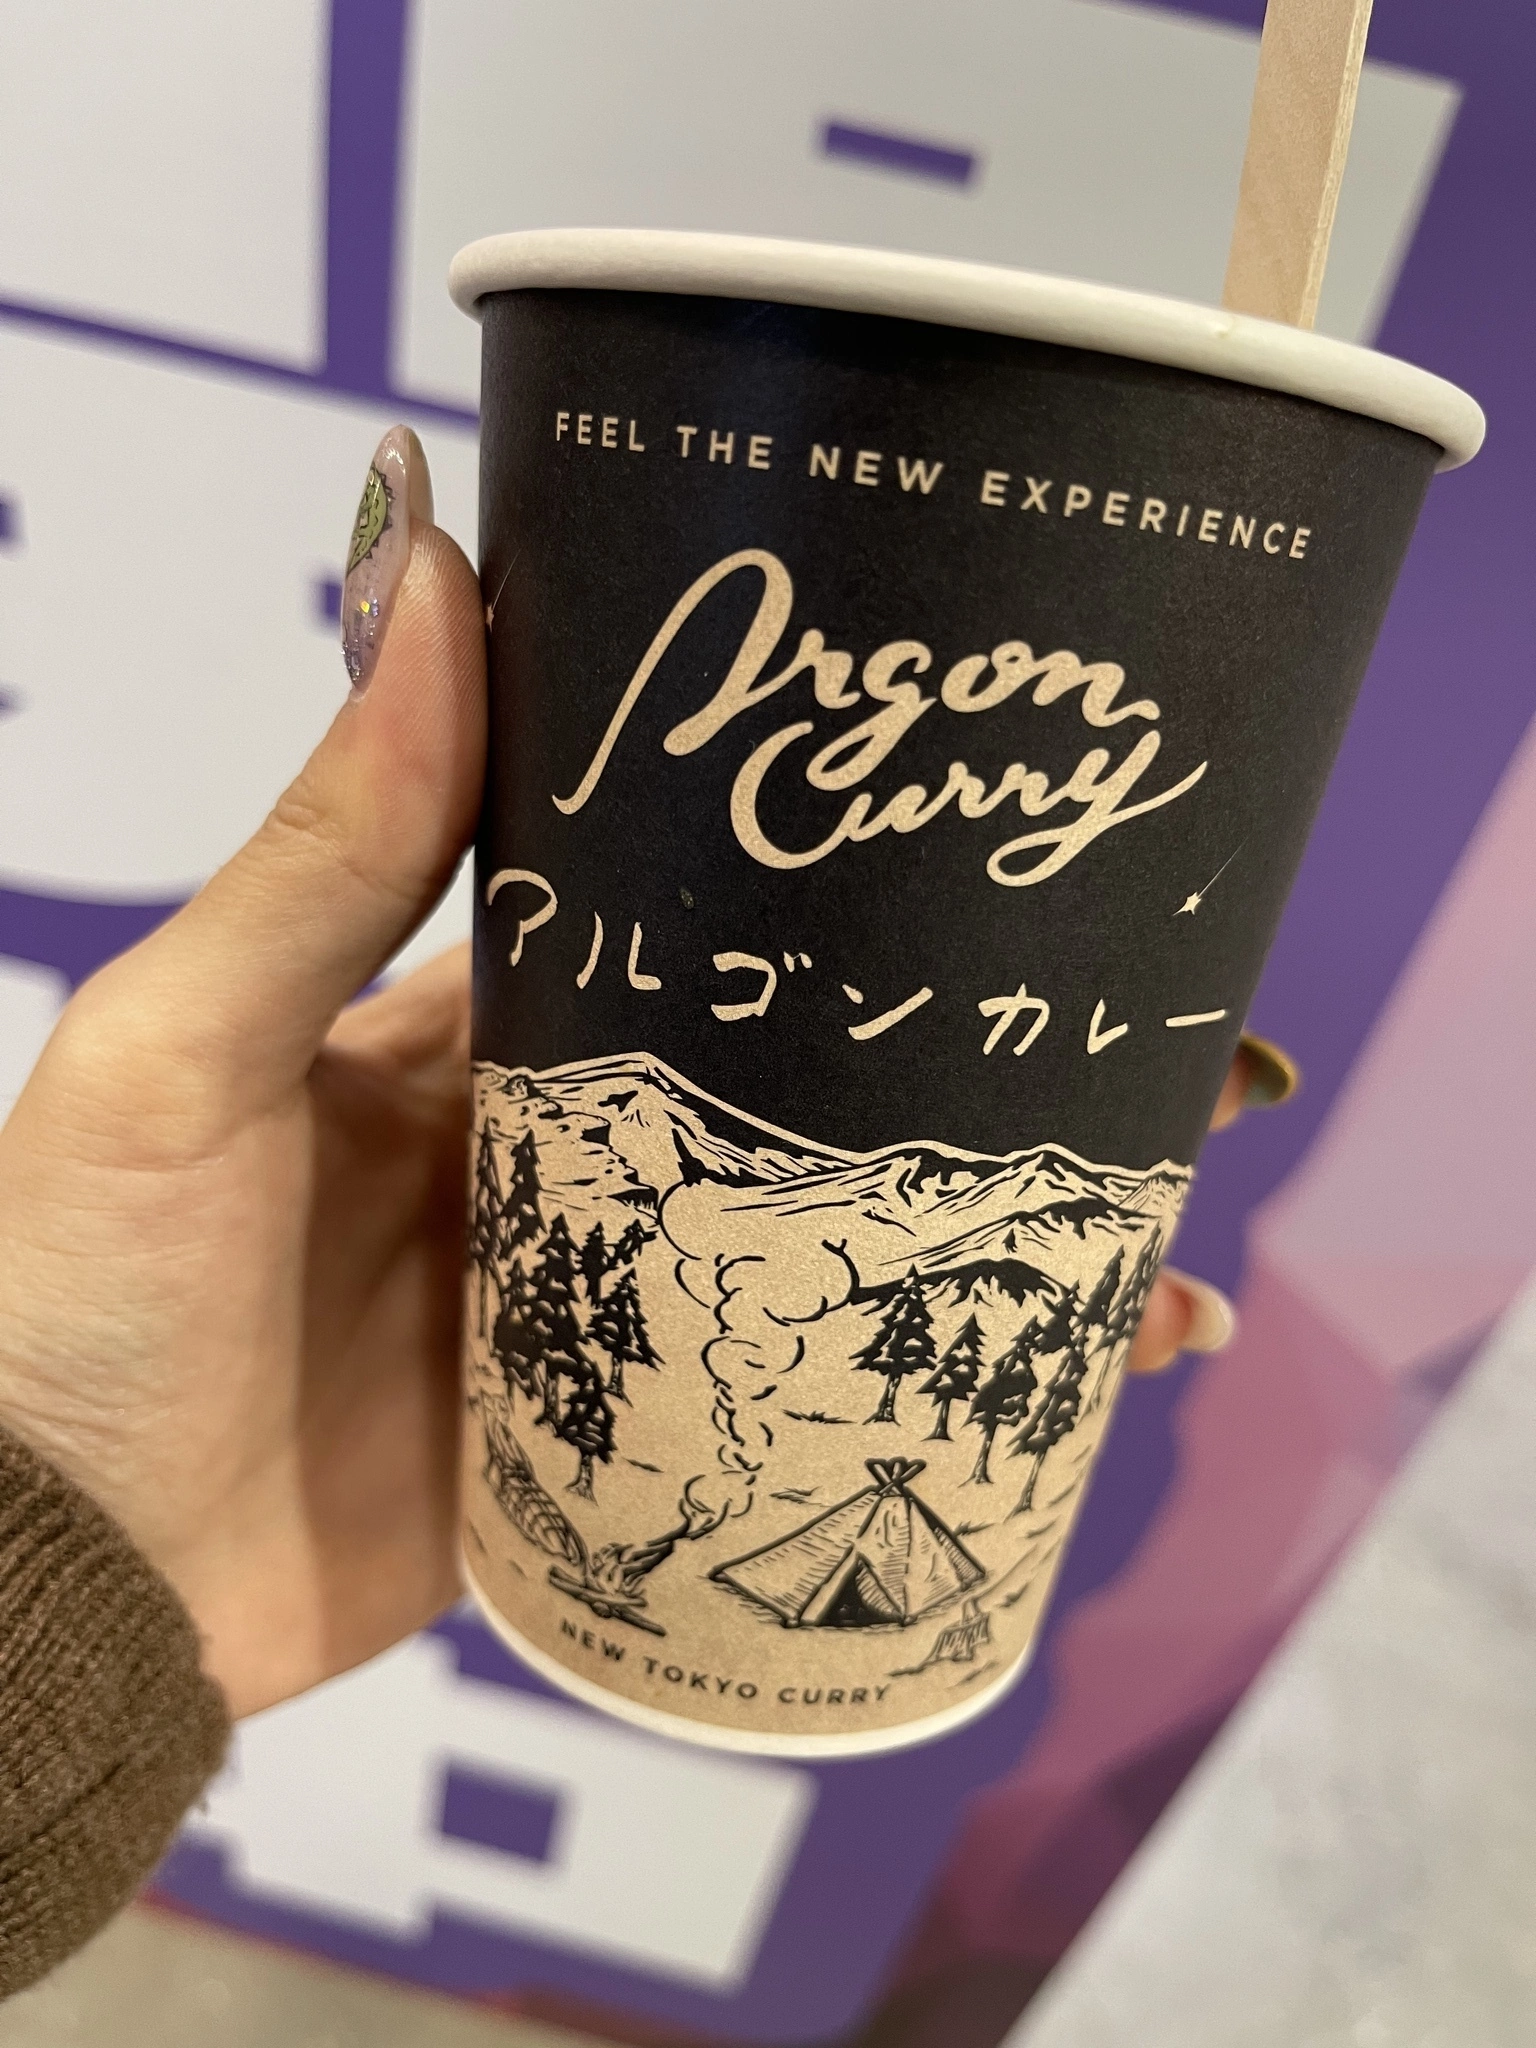 FEEL THE NEW EXPERIENCE
Argon
Curry
アルゴンカレー
NEW TOKYO CURRY